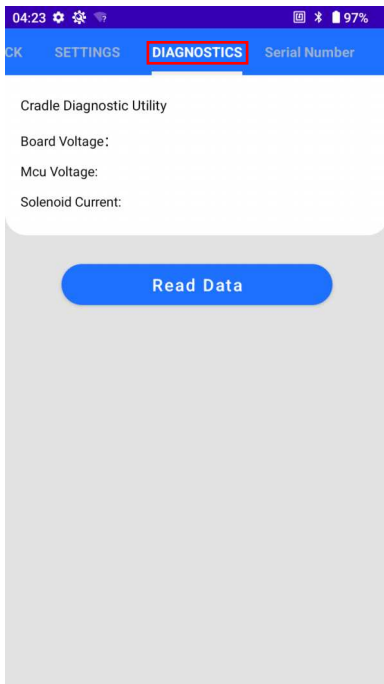 04:23 97%
CK SETTINGS DIAGNOSTICS Serial Number
Cradle Diagnostic Utility
Board Voltage：
Mcu Voltage:
Solenoid Current:
Read Data